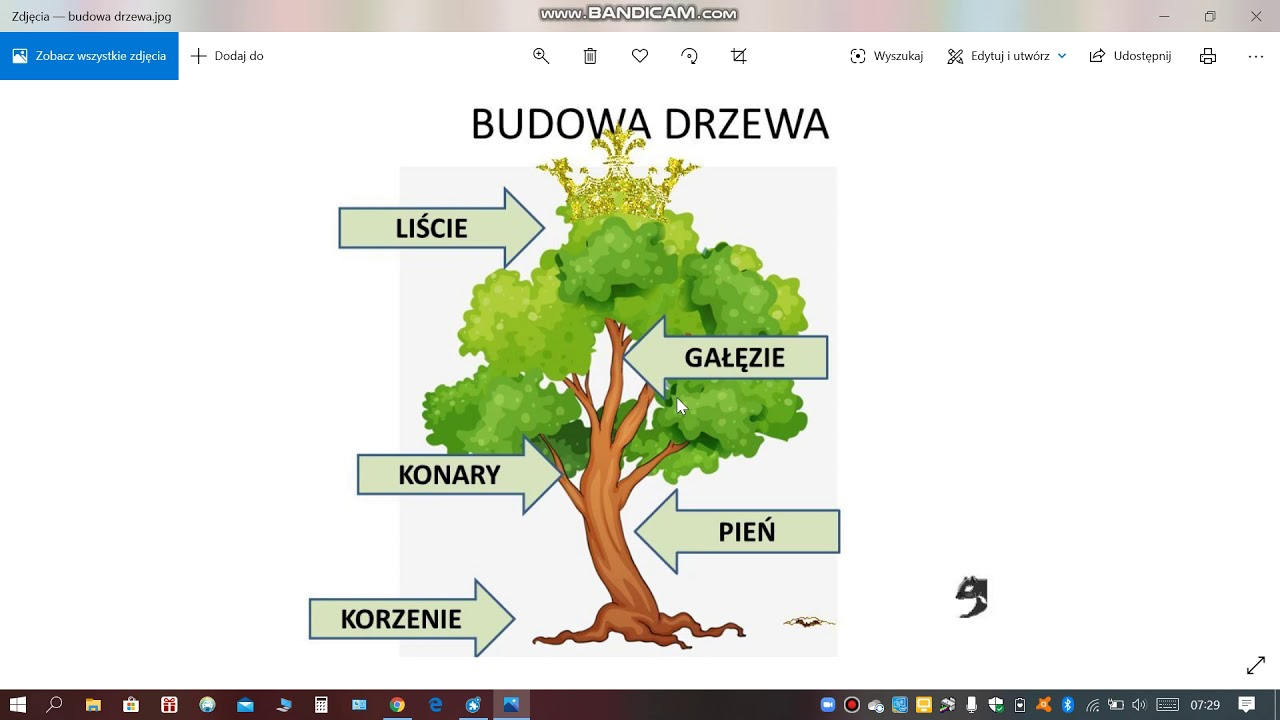 Zdjęcia — budowa drzewa.jpg
www.BANDICAM.com
Zobacz wszystkie zdjęcia
Dodaj do
Wyszukaj
Edytuj i utwórz
Udostępnij
BUDOWA DRZEWA
LIŚCIE
GAŁĘZIE
KONARY
PIEŃ
KORZENIE
07:29